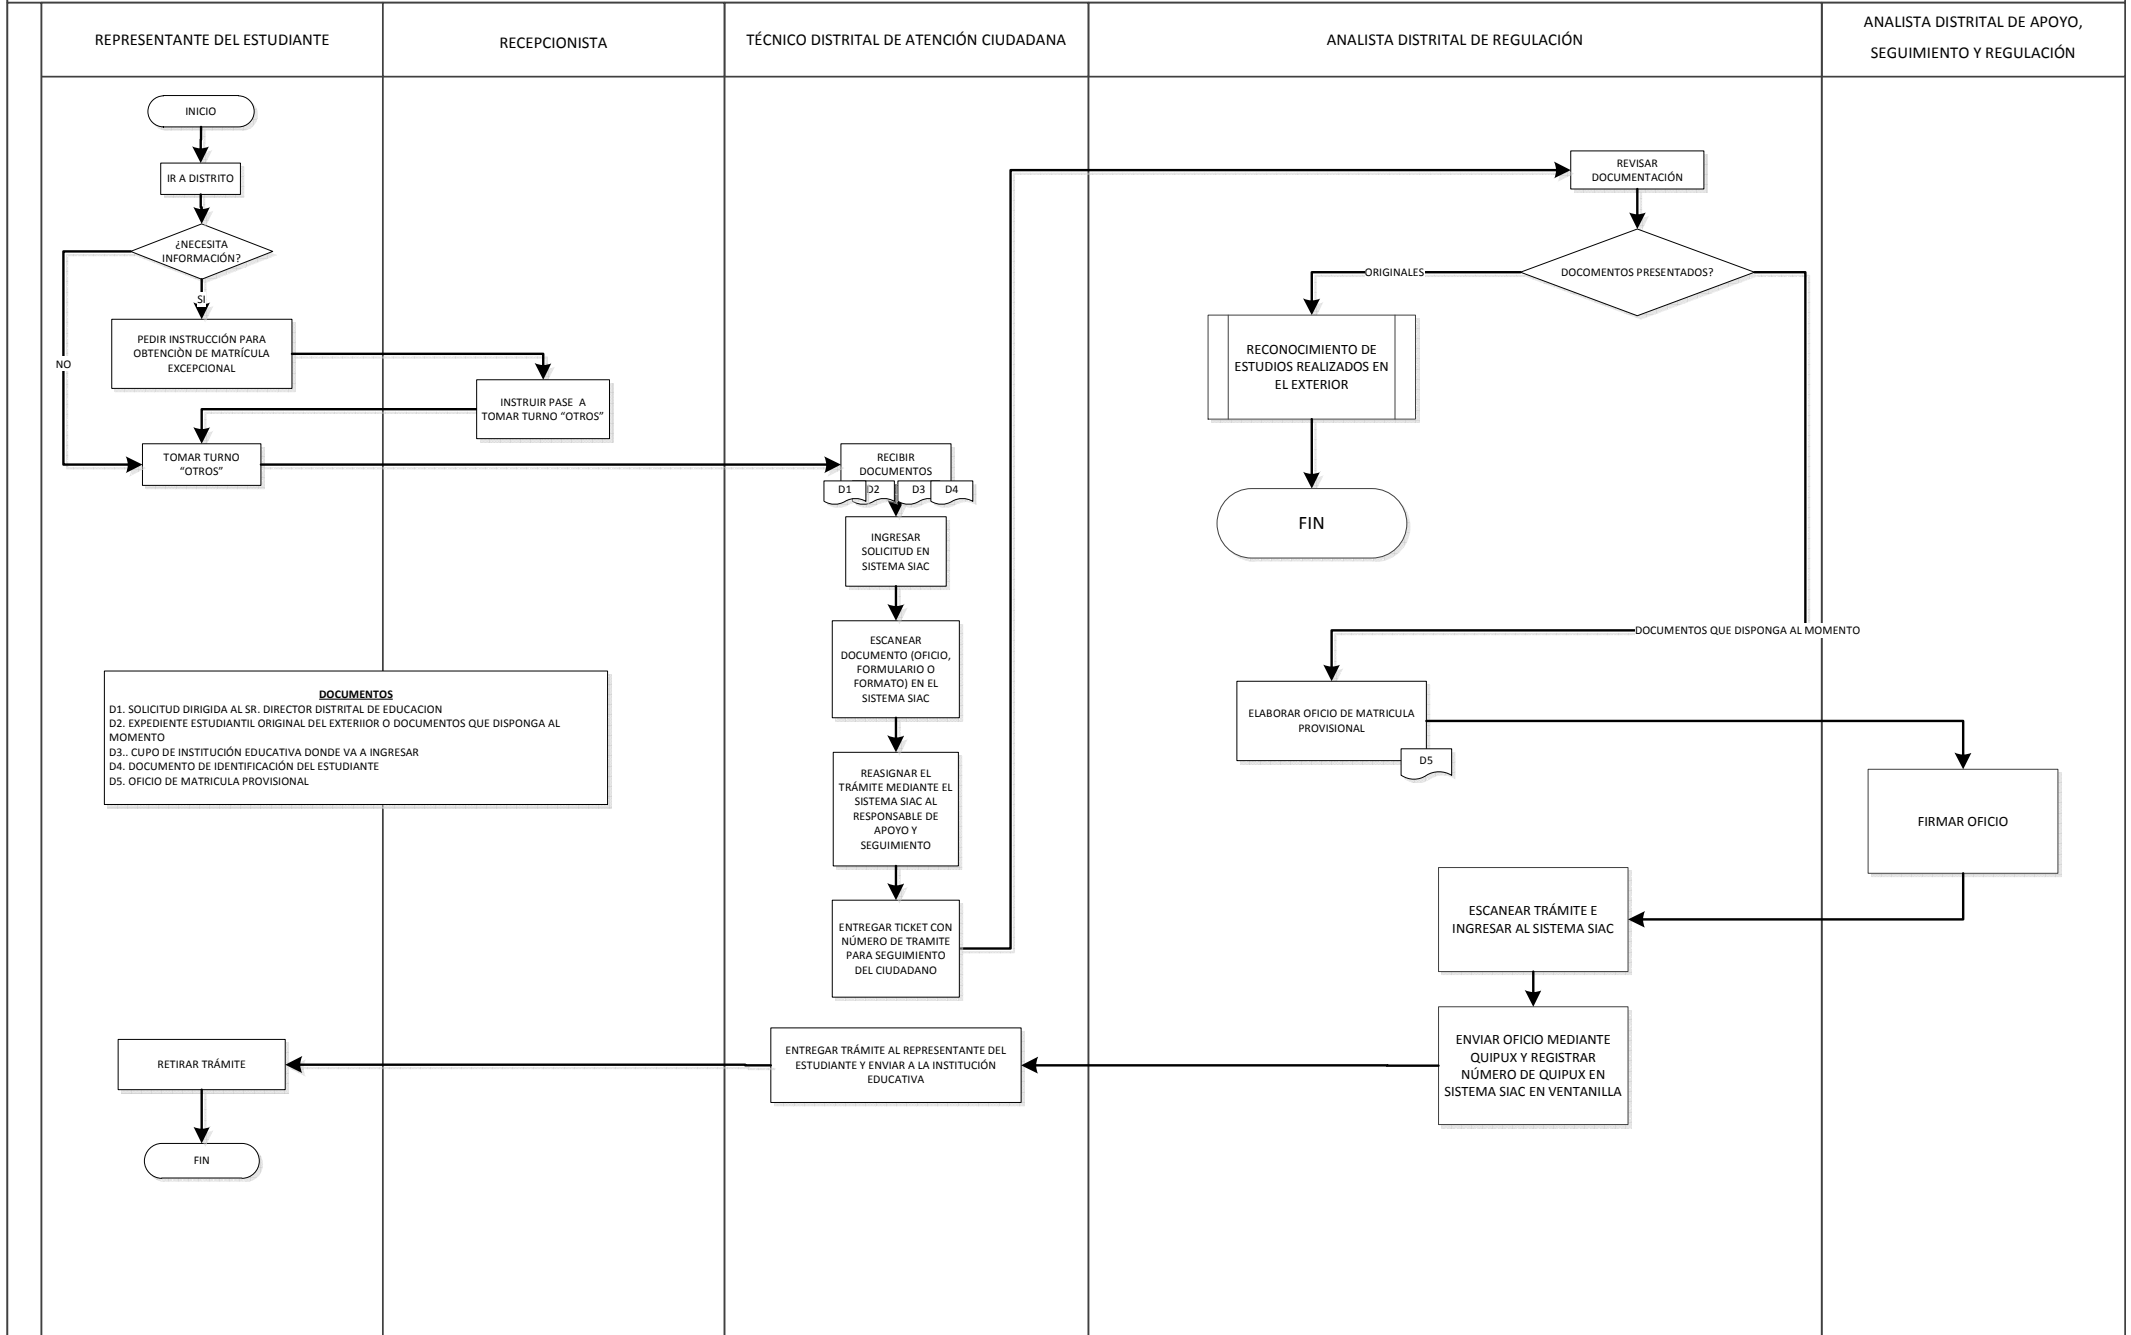 REPRESENTANTE DEL ESTUDIANTE
RECEPCIONISTA
TÉCNICO DISTRITAL DE ATENCIÓN CIUDADANA
ANALISTA DISTRITAL DE REGULACIÓN
ANALISTA DISTRITAL DE APOYO,
SEGUIMIENTO Y REGULACIÓN
INICIO
IR A DISTRITO
¿NECESITA
INFORMACIÓN?
SI
NO
PEDIR INSTRUCCIÓN PARA
OBTENCIÒN DE MATRÍCULA
EXCEPCIONAL
INSTRUIR PASE A
TOMAR TURNO “OTROS”
TOMAR TURNO
“OTROS”
RECIBIR
DOCUMENTOS
D1
D2
D3
D4
INGRESAR
SOLICITUD EN
SISTEMA SIAC
ESCANEAR
DOCUMENTO (OFICIO,
FORMULARIO O
FORMATO) EN EL
SISTEMA SIAC
REASIGNAR EL
TRÁMITE MEDIANTE EL
SISTEMA SIAC AL
RESPONSABLE DE
APOYO Y
SEGUIMIENTO
ENTREGAR TICKET CON
NÚMERO DE TRAMITE
PARA SEGUIMIENTO
DEL CIUDADANO
REVISAR
DOCUMENTACIÓN
DOCOMENTOS PRESENTADOS?
ORIGINALES
RECONOCIMIENTO DE
ESTUDIOS REALIZADOS EN
EL EXTERIOR
FIN
DOCUMENTOS QUE DISPONGA AL MOMENTO
ELABORAR OFICIO DE MATRICULA
PROVISIONAL
D5
FIRMAR OFICIO
ESCANEAR TRÁMITE E
INGRESAR AL SISTEMA SIAC
ENVIAR OFICIO MEDIANTE
QUIPUX Y REGISTRAR
NÚMERO DE QUIPUX EN
SISTEMA SIAC EN VENTANILLA
ENTREGAR TRÁMITE AL REPRESENTANTE DEL
ESTUDIANTE Y ENVIAR A LA INSTITUCIÓN
EDUCATIVA
RETIRAR TRÁMITE
FIN
DOCUMENTOS
D1. SOLICITUD DIRIGIDA AL SR. DIRECTOR DISTRITAL DE EDUCACION
D2. EXPEDIENTE ESTUDIANTIL ORIGINAL DEL EXTERIIOR O DOCUMENTOS QUE DISPONGA AL
MOMENTO
D3.. CUPO DE INSTITUCIÓN EDUCATIVA DONDE VA A INGRESAR
D4. DOCUMENTO DE IDENTIFICACIÓN DEL ESTUDIANTE
D5. OFICIO DE MATRICULA PROVISIONAL